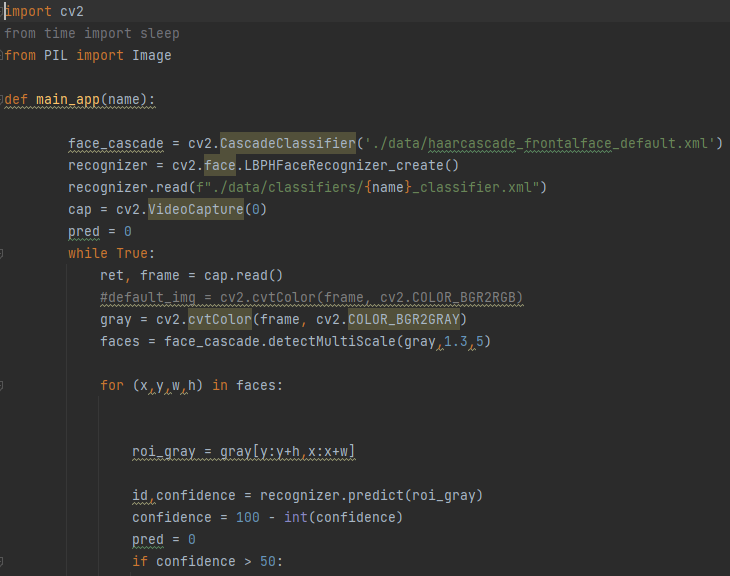 import cv2
from time import sleep
from PIL import Image
def main_app(name):
face_cascade = cv2.CascadeClassifier('./data/haarcascade_frontalface_default.xml')
recognizer = cv2.face.LBPHFaceRecognizer_create()
recognizer.read(f"./data/classifiers/{name}_classifier.xml")
cap = cv2.VideoCapture(0)
pred = 0
while True:
ret, frame = cap.read()
#default_img = cv2.cvtColor(frame, cv2.COLOR_BGR2RGB)
gray = cv2.cvtColor(frame, cv2.COLOR_BGR2GRAY)
faces = face_cascade.detectMultiScale(gray,1.3,5)
for (x,y,w,h) in faces:
roi_gray = gray[y:y+h,x:x+w]
id,confidence = recognizer.predict(roi_gray)
confidence = 100 - int(confidence)
pred = 0
if confidence > 50: